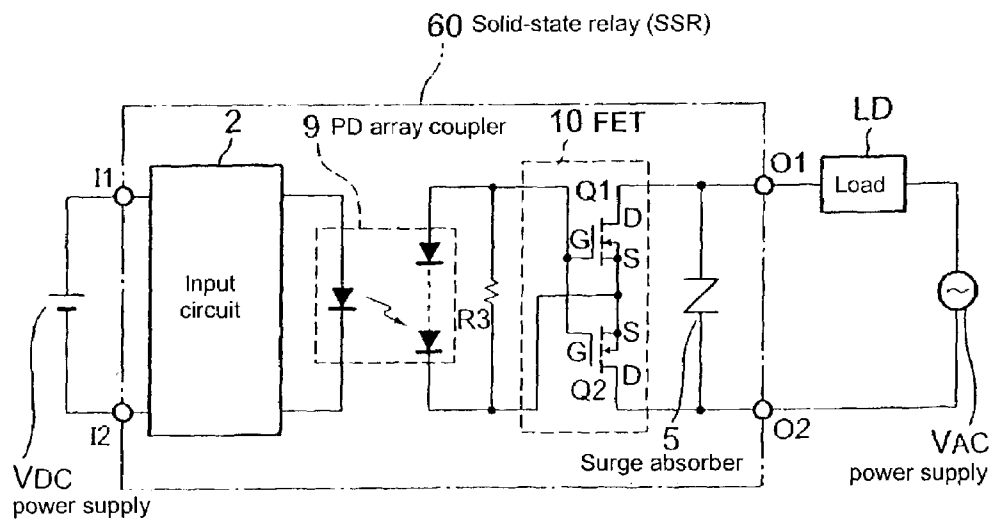 60 Solid-state relay (SSR)
2
9 PD array coupler
10 FET
LD
I1
O1
Load
Q1
D
G
S
Input
circuit
R3
~
S
G
D
Q2
I2
O2
5
Surge absorber
VDC
power supply
VAC
power supply